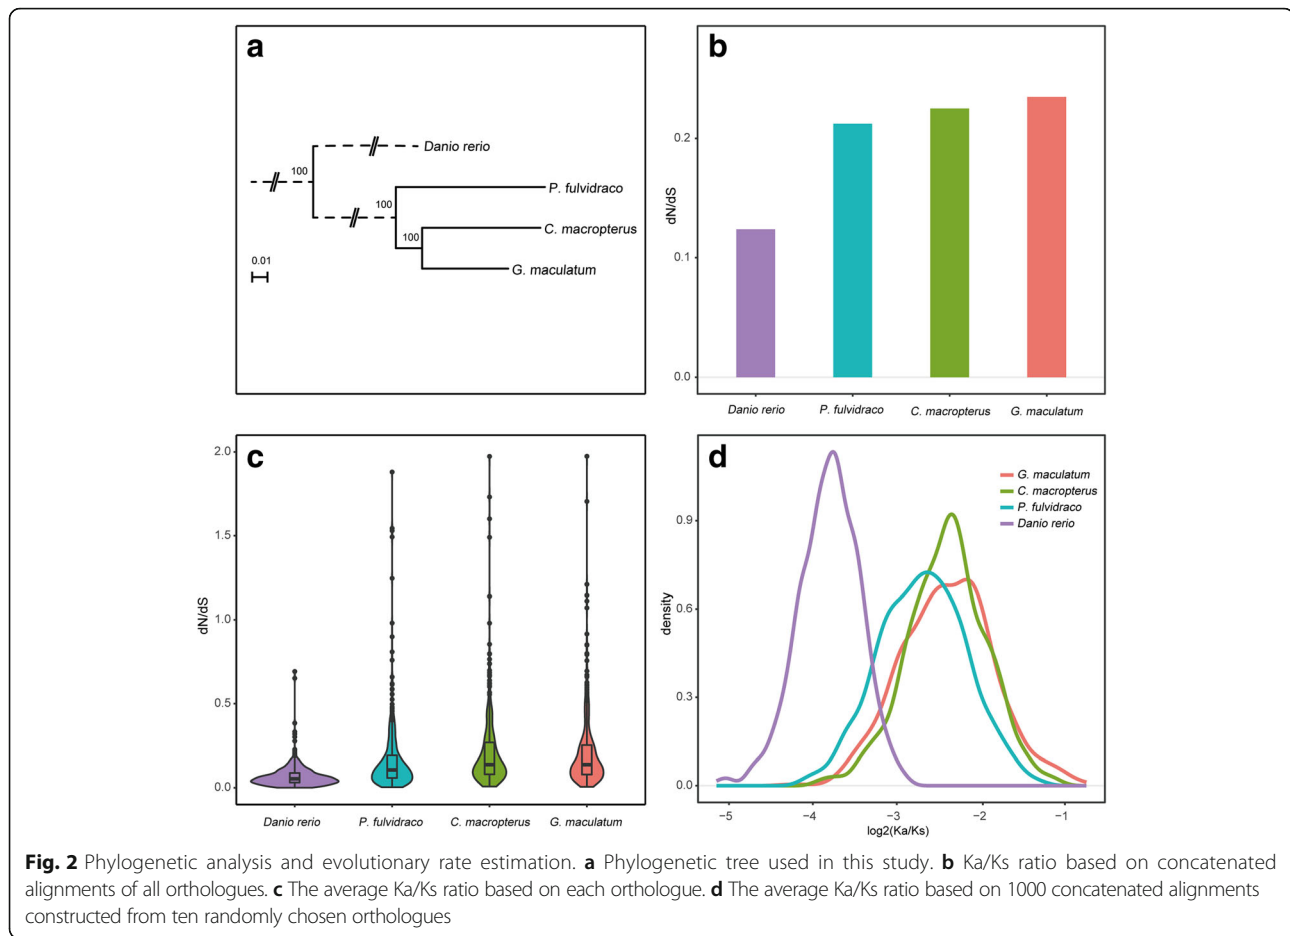 a
Danio rerio
100
P. fulvidraco
100
C. macropterus
100
G. maculatum
0.01
b
dN/dS
0.2
0.1
0.0
Danio rerio
P. fulvidraco
C. macropterus
G. maculatum
c
dN/dS
2.0
1.5
1.0
0.5
0.0
Danio rerio
P. fulvidraco
C. macropterus
G. maculatum
d
G. maculatum
C. macropterus
P. fulvidraco
Danio rerio
density
0.9
0.6
0.3
0.0
−5
−4
−3
−2
−1
log2(Ka/Ks)
Fig. 2 Phylogenetic analysis and evolutionary rate estimation. a Phylogenetic tree used in this study. b Ka/Ks ratio based on concatenated
alignments of all orthologues. c The average Ka/Ks ratio based on each orthologue. d The average Ka/Ks ratio based on 1000 concatenated alignments
constructed from ten randomly chosen orthologues